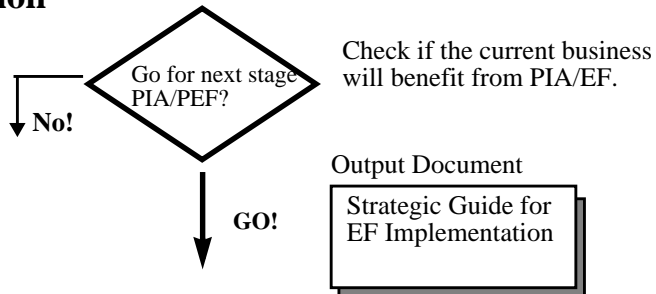 Go for next stage
PIA/PEF?
Check if the current business
will benefit from PIA/EF.
No!
Output Document
GO!
Strategic Guide for
EF Implementation